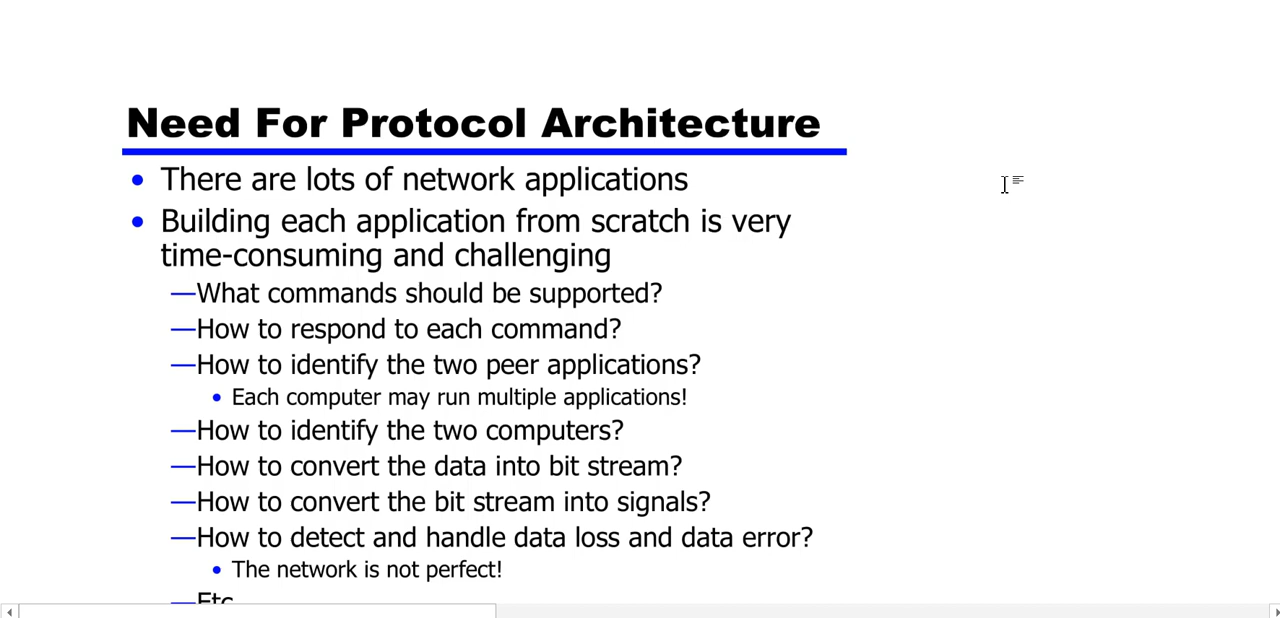 Need For Protocol Architecture
• There are lots of network applications
• Building each application from scratch is very
time-consuming and challenging
—What commands should be supported?
—How to respond to each command?
—How to identify the two peer applications?
• Each computer may run multiple applications!
—How to identify the two computers?
—How to convert the data into bit stream?
—How to convert the bit stream into signals?
—How to detect and handle data loss and data error?
• The network is not perfect!
—Etc